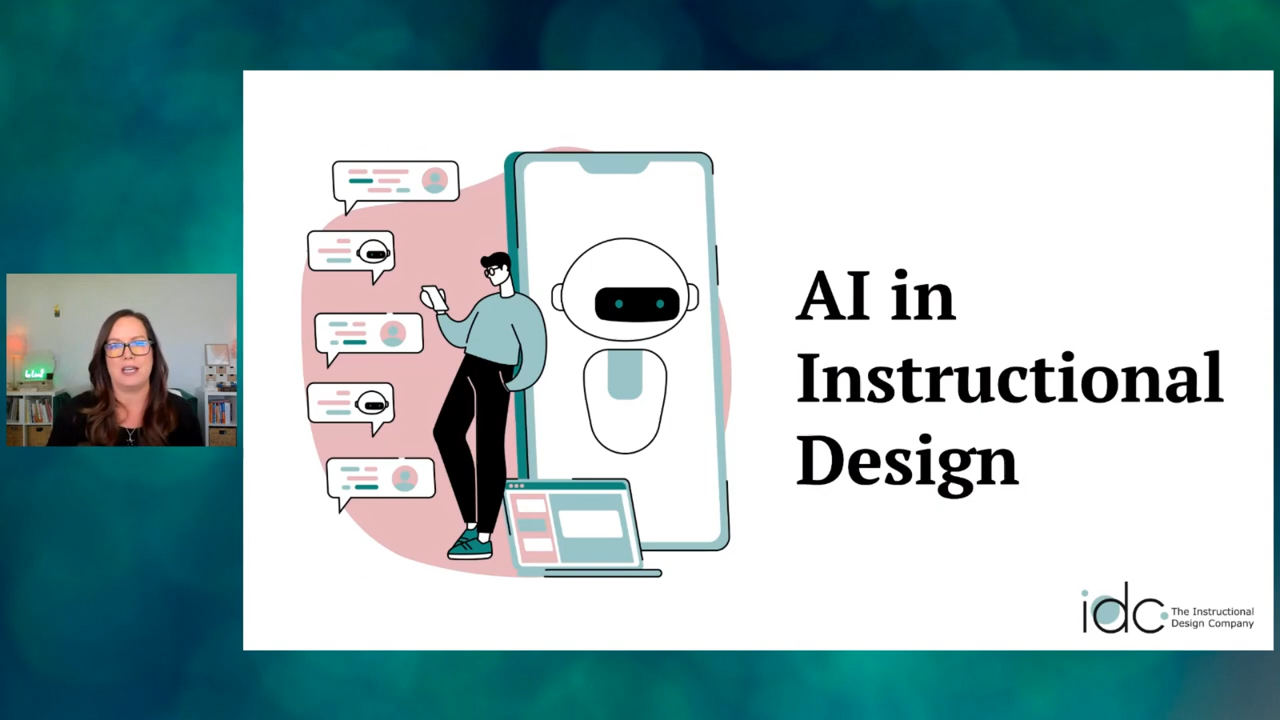 AI in
Instructional
Design
idc
The Instructional
Design Company